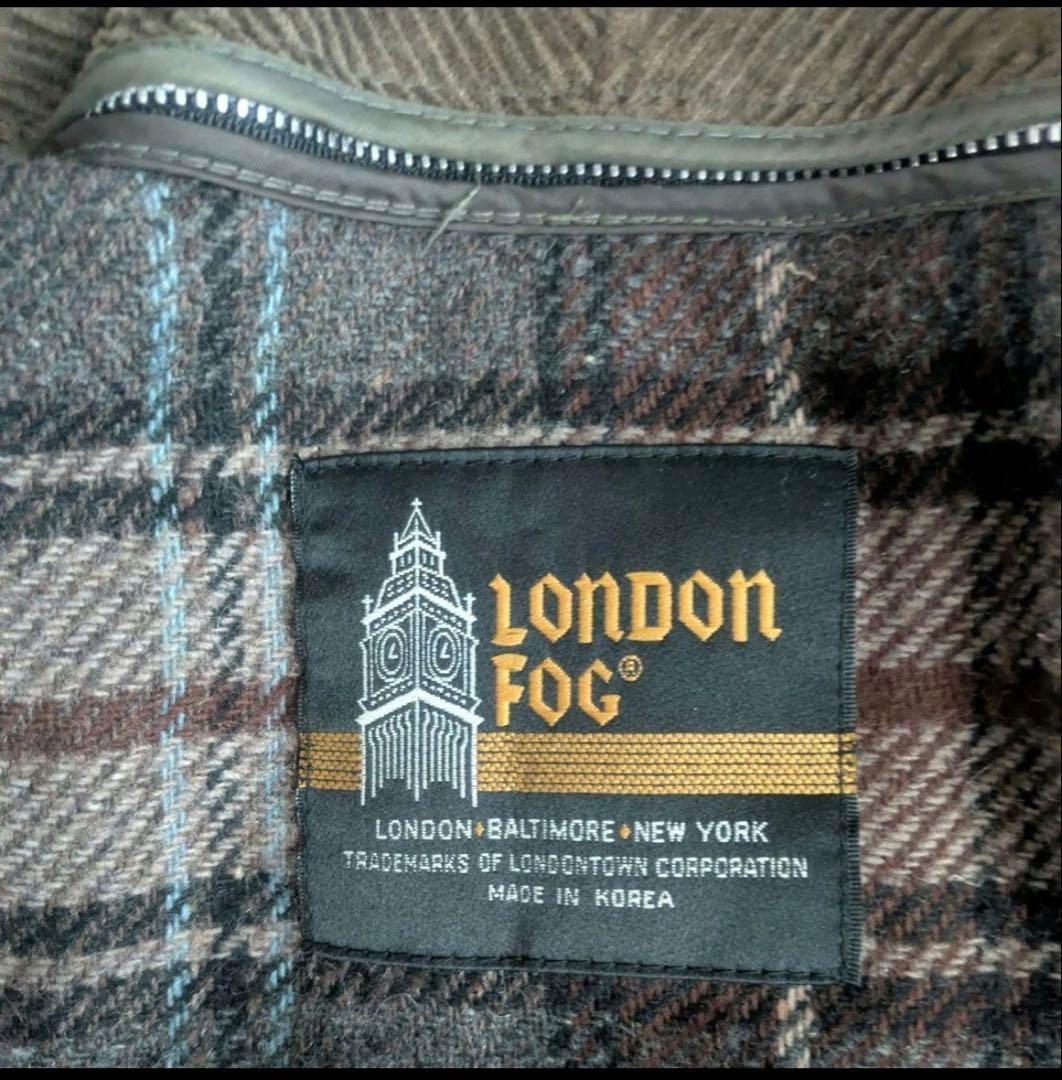 LONDON
FOG®
LONDON♦BALTIMORE♦NEW YORK
TRADEMARKS OF LONDONTOWN CORPORATION
MADE IN KOREA